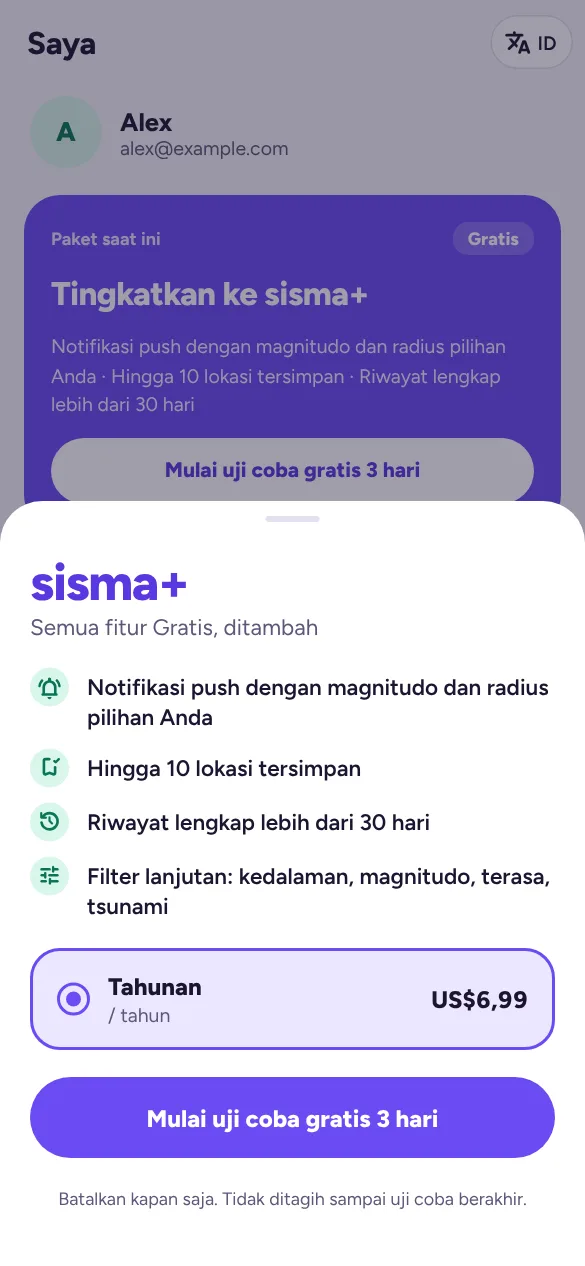 Saya
ID
A
Alex
alex@example.com
Paket saat ini
Gratis
Tingkatkan ke sisma+
Notifikasi push dengan magnitudo dan radius pilihan
Anda · Hingga 10 lokasi tersimpan · Riwayat lengkap
lebih dari 30 hari
Mulai uji coba gratis 3 hari
sisma+
Semua fitur Gratis, ditambah
Notifikasi push dengan magnitudo dan radius
pilihan Anda
Hingga 10 lokasi tersimpan
Riwayat lengkap lebih dari 30 hari
Filter lanjutan: kedalaman, magnitudo, terasa,
tsunami
Tahunan
/ tahun
US$6,99
Mulai uji coba gratis 3 hari
Batalkan kapan saja. Tidak ditagih sampai uji coba berakhir.